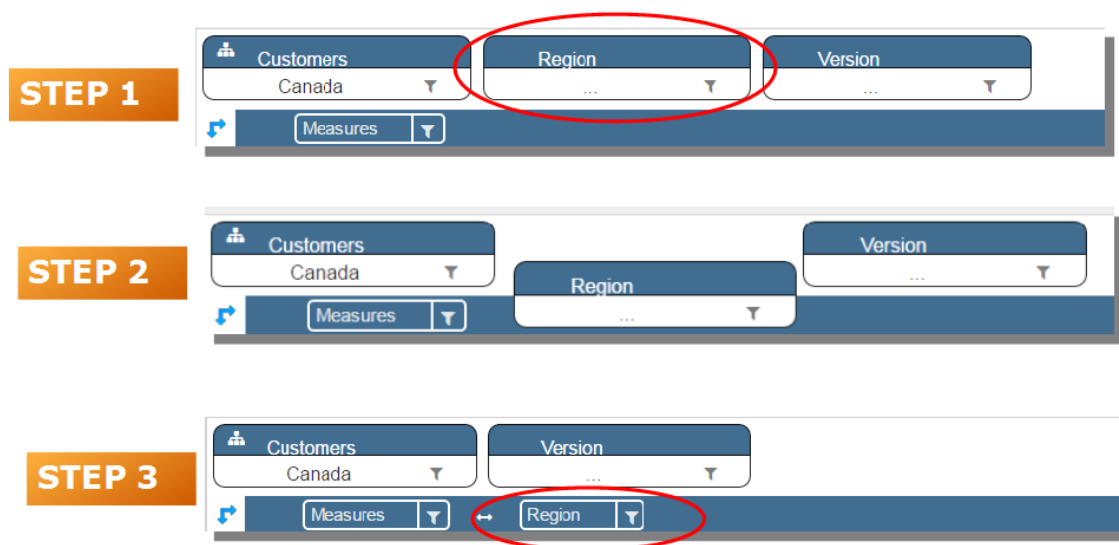 STEP 1
Customers Region Version
Canada ... ...
Measures
STEP 2
Customers Version
Canada ...
Region
...
Measures
STEP 3
Customers Version
Canada ...
Measures Region